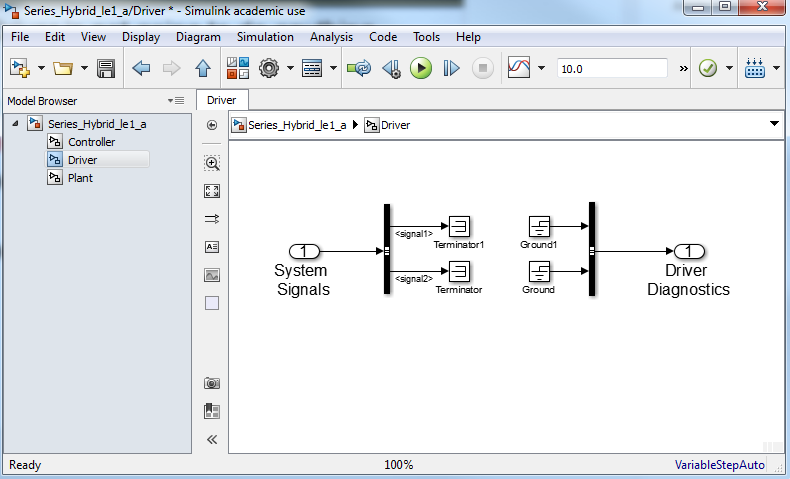 Series_Hybrid_le1_a/Driver * - Simulink academic use
File Edit View Display Diagram Simulation Analysis Code Tools Help
10.0 »
Model Browser
Driver
Series_Hybrid_le1_a
Controller
Driver
Plant
Series_Hybrid_le1_a Driver
<signal1>
Terminator1
Ground1
1
1
System
Signals
<signal2>
Terminator
Ground
Driver
Diagnostics
Ready
100%
VariableStepAuto